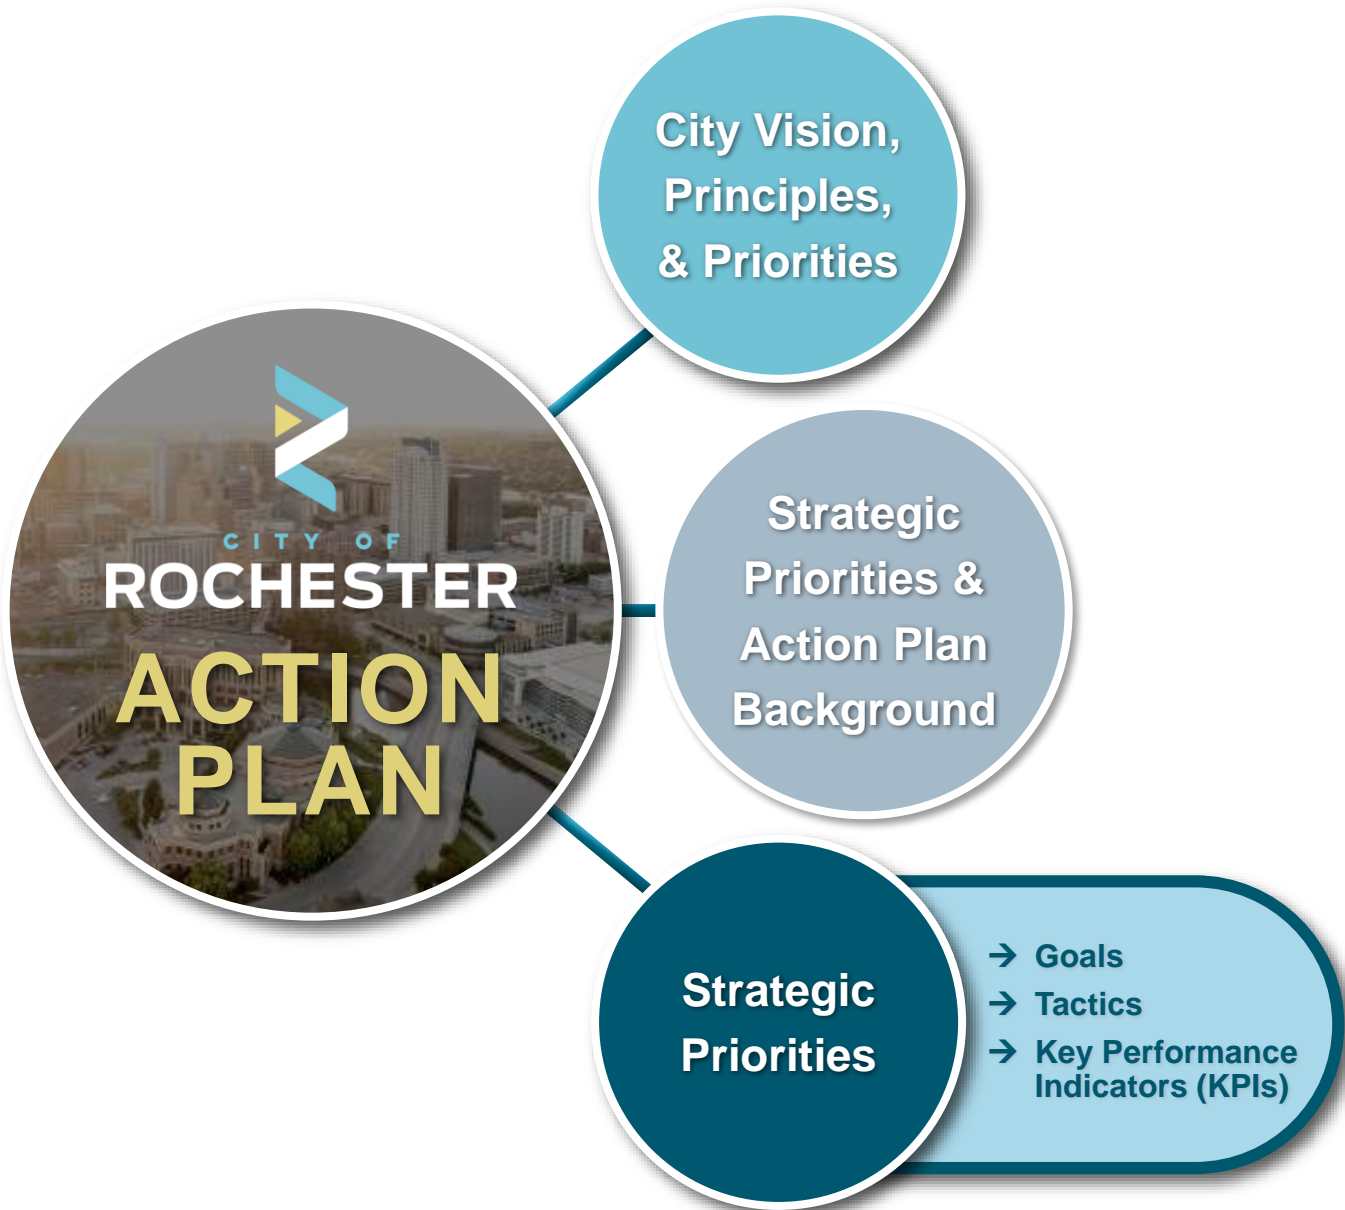 City Vision,
Principles,
& Priorities
CITY OF
ROCHESTER
ACTION
PLAN
Strategic
Priorities &
Action Plan
Background
Strategic
Priorities
→ Goals
→ Tactics
→ Key Performance
Indicators (KPIs)